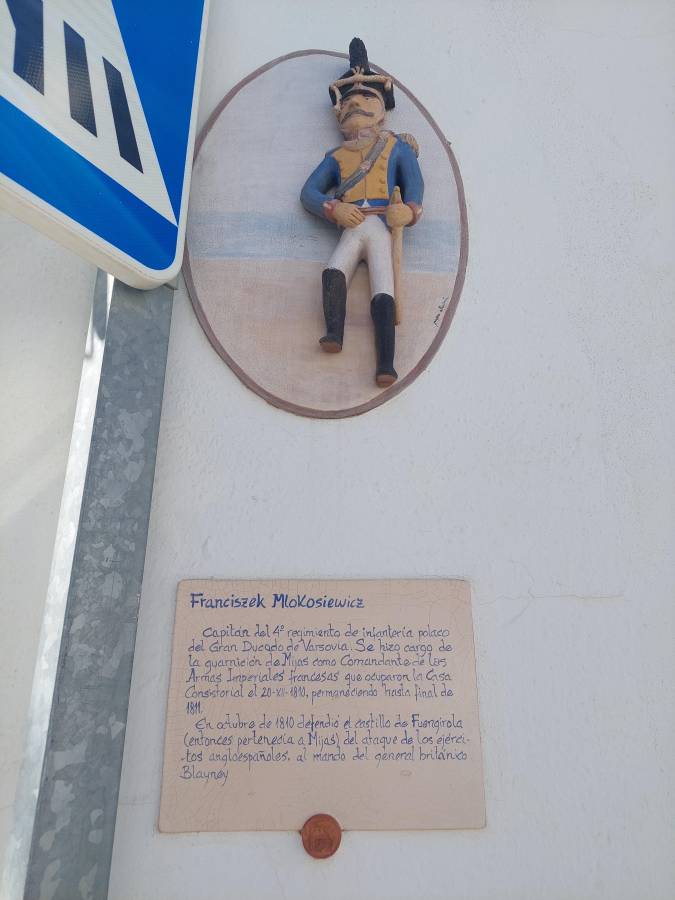 Franciszek Mlokosiewicz
Capitán del 4º regimiento de infantería polaco
del Gran Ducado de Varsovia. Se hizo cargo de
la guarnición de Mijas como Comandante de las
Armas Imperiales francesas que ocuparon la Casa
Consistorial el 20-XII-1810, permaneciendo hasta final de
1811.
En octubre de 1810 defendió el castillo de Fuengirola
(entonces pertenecía a Mijas) del ataque de los ejérci-
-tos angloespañoles, al mando del general británico
Blayney